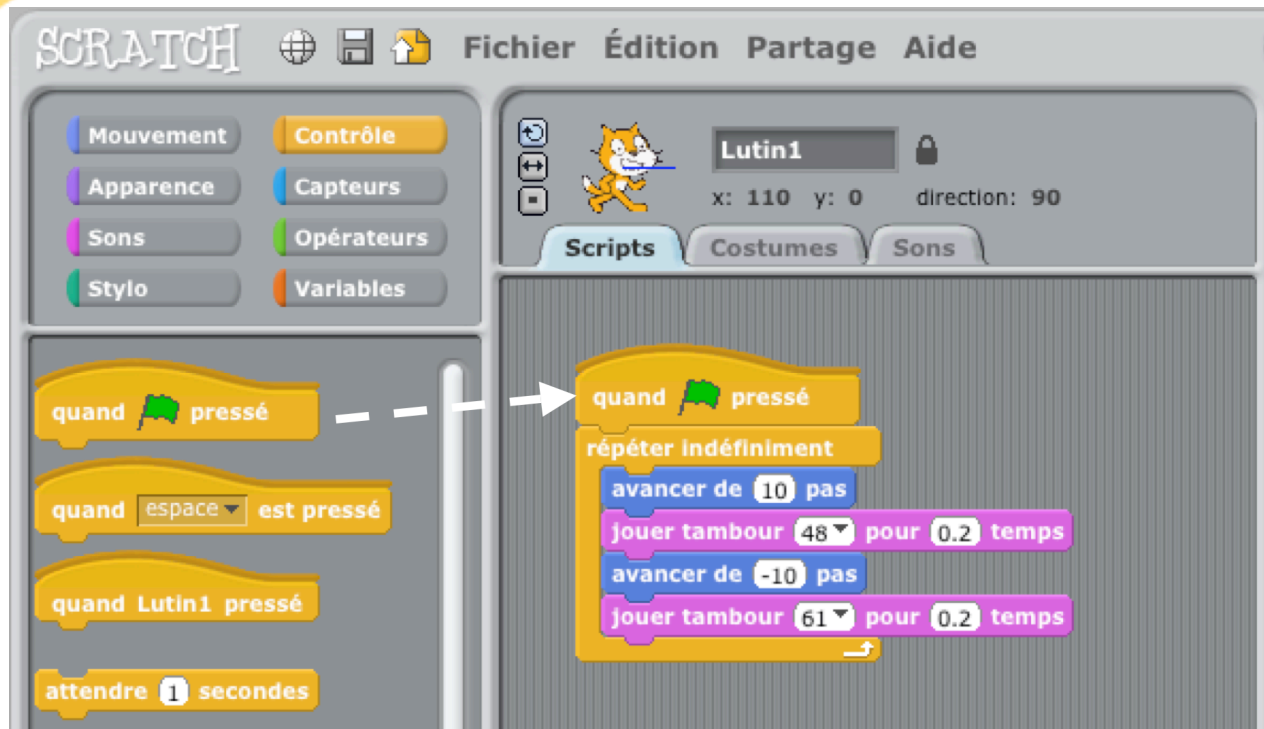 SCRATCH Fichier Édition Partage Aide
Mouvement Contrôle
Apparence Capteurs
Sons Opérateurs
Stylo Variables
Lutin1
x: 110 y: 0 direction: 90
Scripts Costumes Sons
quand pressé
quand espace est pressé
quand Lutin1 pressé
attendre 1 secondes
quand pressé
répéter indéfiniment
avancer de 10 pas
jouer tambour 48 pour 0.2 temps
avancer de -10 pas
jouer tambour 61 pour 0.2 temps